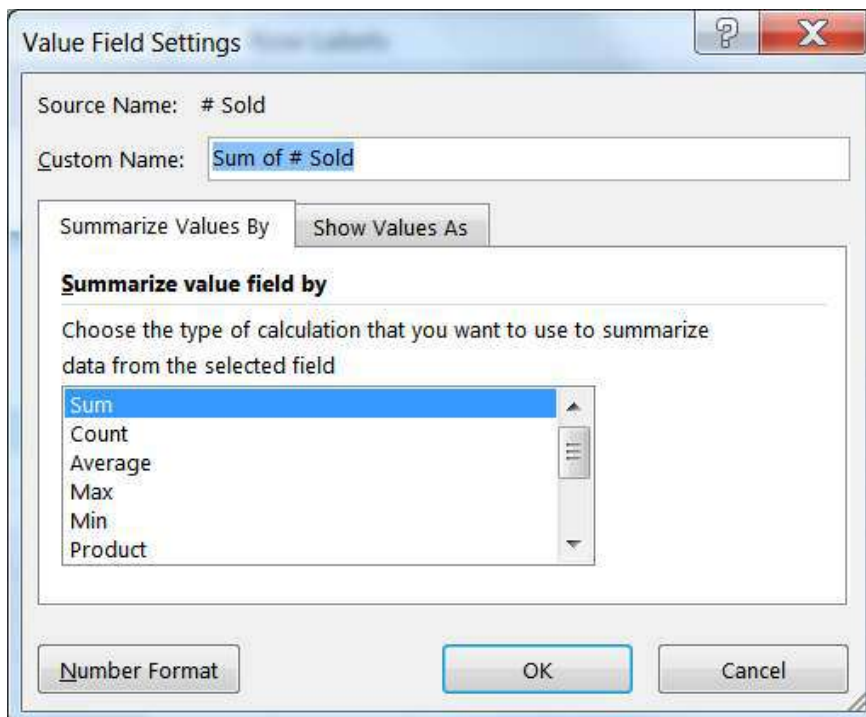 Value Field Settings
Source Name: # Sold
Custom Name: Sum of # Sold
Summarize Values By Show Values As
Summarize value field by
Choose the type of calculation that you want to use to summarize
data from the selected field
Sum
Count
Average
Max
Min
Product
Number Format OK Cancel